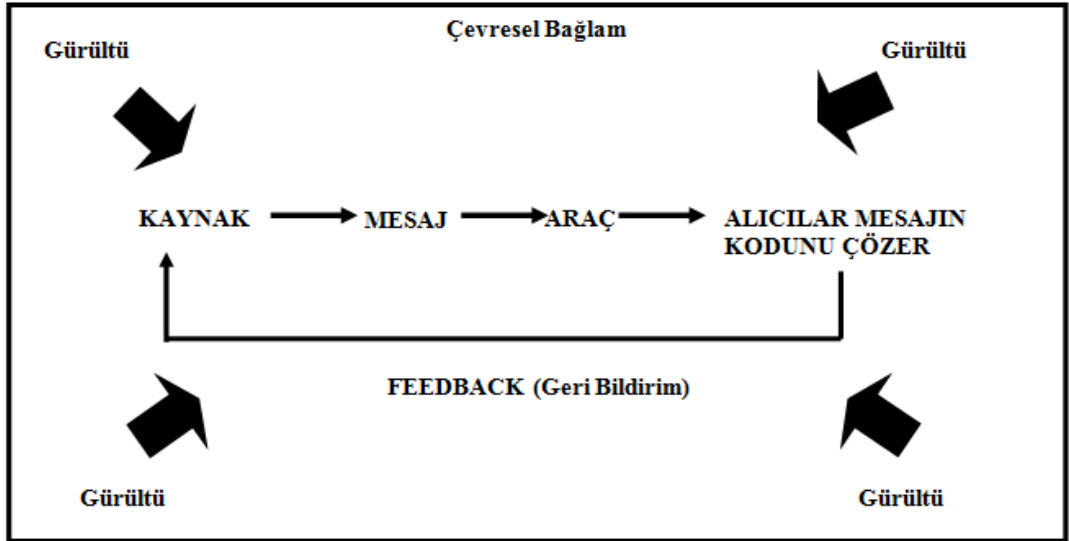 Çevresel Bağlam
Gürültü
Gürültü
KAYNAK
MESAJ
ARAÇ
ALICILAR MESAJIN
KODUNU ÇÖZER
FEEDBACK (Geri Bildirim)
Gürültü
Gürültü